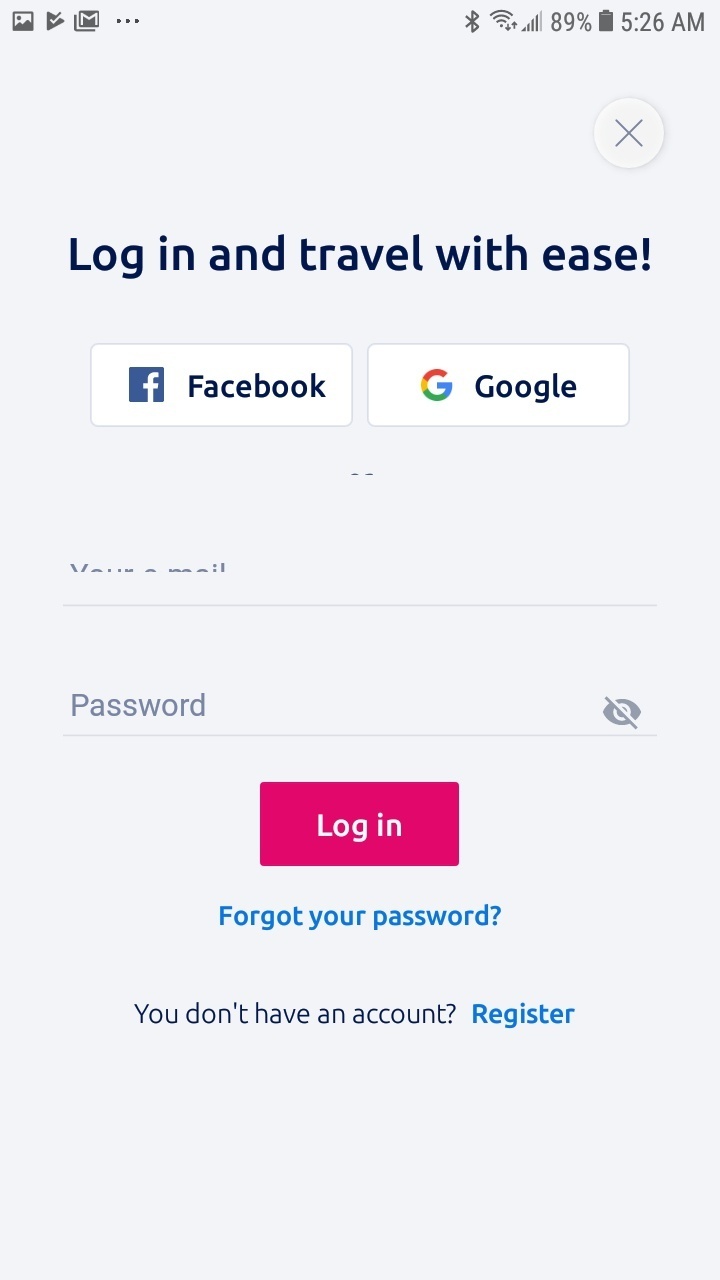 89% 5:26 AM
Log in and travel with ease!
Facebook Google
Your e-mail
Password
Log in
Forgot your password?
You don't have an account? Register